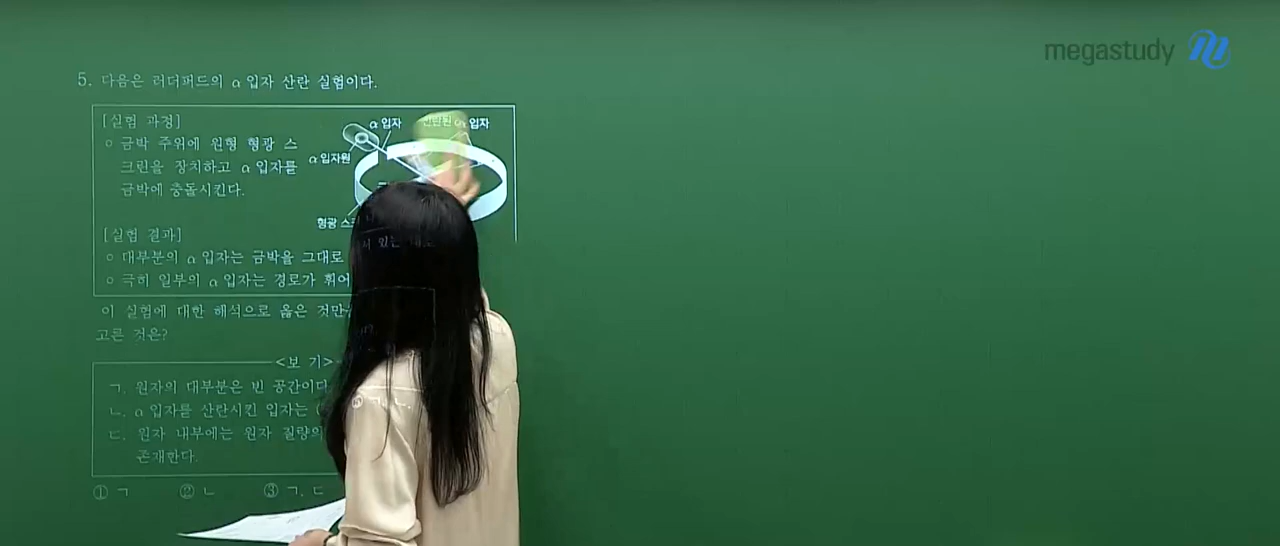 megastudy
5. 다음은 러더퍼드의 α 입자 산란 실험이다.
[실험 과정]
○ 금박 주위에 원형 형광 스
크린을 장치하고 α 입자를
금박에 충돌시킨다.
α 입자
산란된 α 입자
α 입자원
형광 스
[실험 결과]
○ 대부분의 α 입자는 금박을 그대로
○ 극히 일부의 α 입자는 경로가 휘어
이 실험에 대한 해석으로 옳은 것만
고른 것은?
<보 기>
ㄱ. 원자의 대부분은 빈 공간이다
ㄴ. α 입자를 산란시킨 입자는 (
ㄷ. 원자 내부에는 원자 질량의
존재한다.
① ㄱ ② ㄴ ③ ㄱ, ㄷ